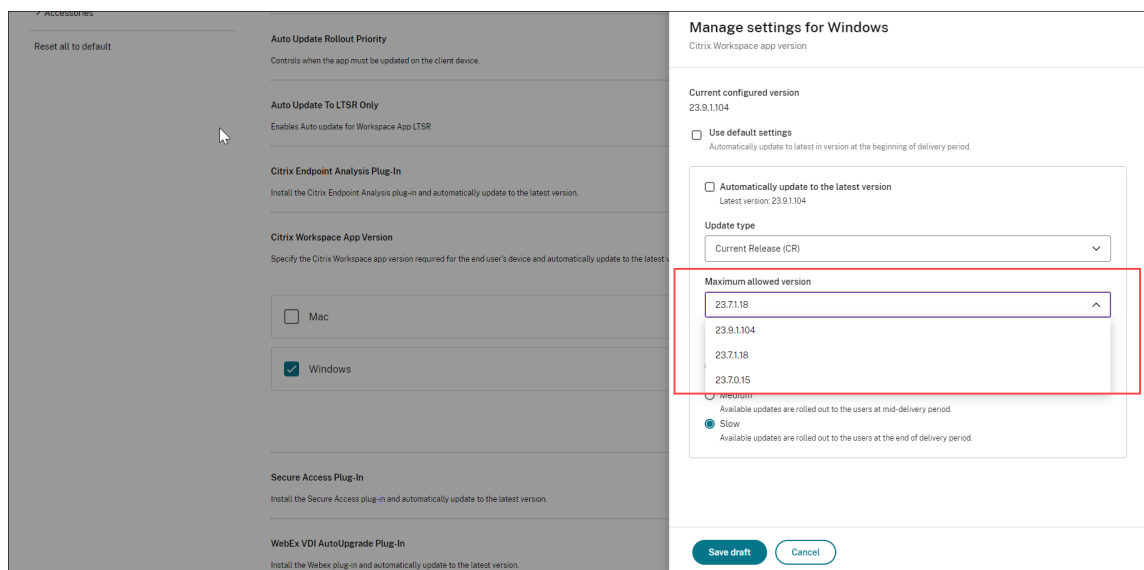 Accessories
Reset all to default
Auto Update Rollout Priority
Controls when the app must be updated on the client device.
Auto Update To LTSR Only
Enables Auto update for Workspace App LTSR
Citrix Endpoint Analysis Plug-In
Install the Citrix Endpoint Analysis plug-in and automatically update to the latest version.
Citrix Workspace App Version
Specify the Citrix Workspace app version required for the end user's device and automatically update to the latest v
Mac
Windows
Secure Access Plug-In
Install the Secure Access plug-in and automatically update to the latest version.
WebEx VDI AutoUpgrade Plug-In
Install the Webex plug-in and automatically update to the latest version.
Manage settings for Windows
Citrix Workspace app version
Current configured version
23.9.1.104
Use default settings
Automatically update to latest in version at the beginning of delivery period.
Automatically update to the latest version
Latest version: 23.9.1.104
Update type
Current Release (CR)
Maximum allowed version
23.7.1.18
23.9.1.104
23.7.1.18
23.7.0.15
Medium
Available updates are rolled out to the users at mid-delivery period.
Slow
Available updates are rolled out to the users at the end of delivery period.
Save draft
Cancel